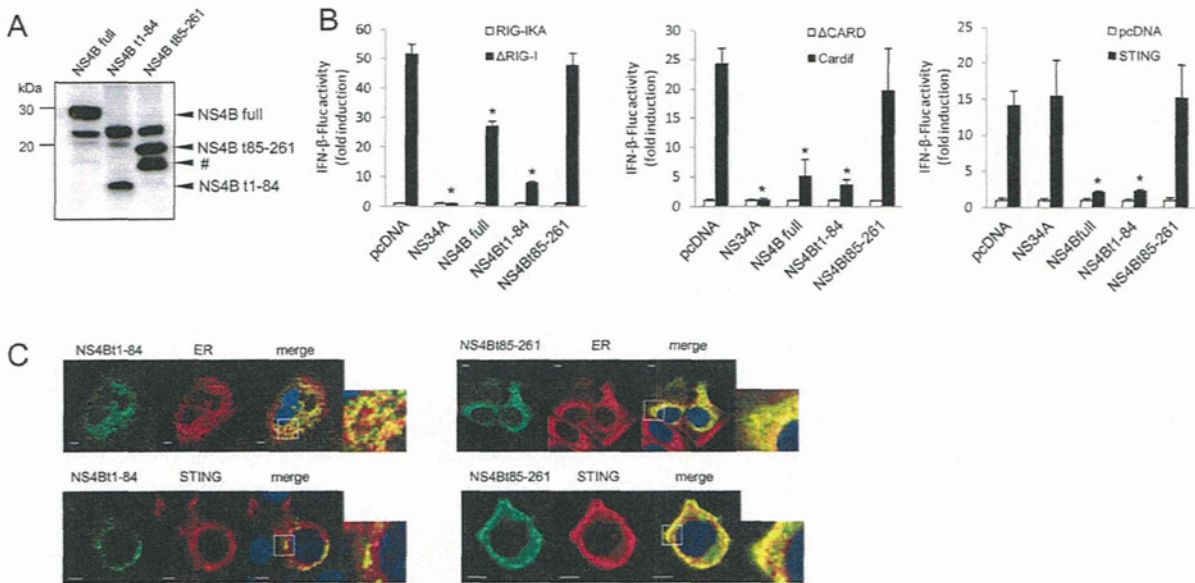 A
NS4B full
NS4B t1-84
NS4B t85-261
kDa
30
20
NS4B full
NS4B t85-261
#
NS4B t1-84
B
IFN-β-Fluc activity
(fold induction)
60
50
40
30
20
10
0
RIG-IKA
ΔRIG-I
*
*
*
pcDNA
NS34A
NS4B full
NS4Bt1-84
NS4Bt85-261
IFN-β-Fluc activity
(fold induction)
30
25
20
15
10
5
0
ΔCARD
Cardif
*
*
*
pcDNA
NS34A
NS4B full
NS4Bt1-84
NS4Bt85-261
IFN-β-Fluc activity
(fold induction)
25
20
15
10
5
0
pcDNA
STING
*
*
pcDNA
NS34A
NS4Bfull
NS4Bt1-84
NS4Bt85-261
C
NS4Bt1-84 ER merge
NS4Bt85-261 ER merge
NS4Bt1-84 STING merge
NS4Bt85-261 STING merge